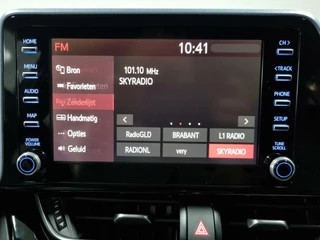 FM 10:41
HOME
MENU
AUDIO
MAP
POWER
VOLUME
Bron
Favorieten
Zenderlijst
Handmatig
Opties
Geluid
101.10 MHz
SKYRADIO
RadioGLD BRABANT L1 RADIO
RADIONL very SKYRADIO
CH >
< TRACK
PHONE
SETUP
TUNE
SCROLL